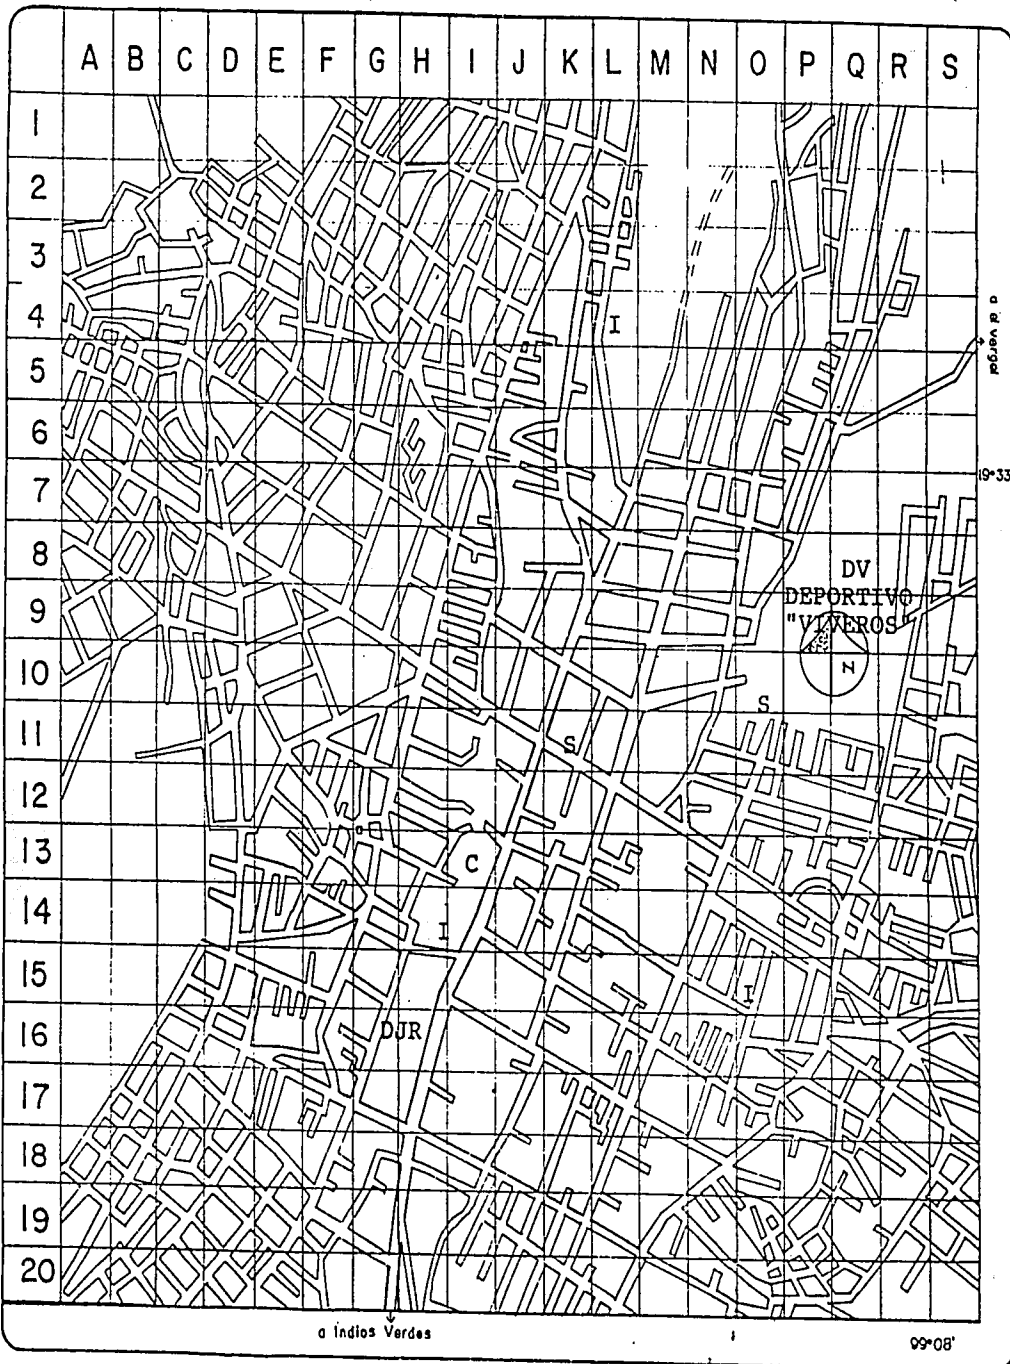 A B C D E F G H I J K L M N O P Q R S
1
2
3
4
I
a el vergel
5
6
7
19°33
8
DV
DEPORTIVO
9
"VIVEROS"
10
N
S
11
S
12
13
C
14
I
15
I
16
DJR
17
18
19
20
a Indios Verdes
99°08'